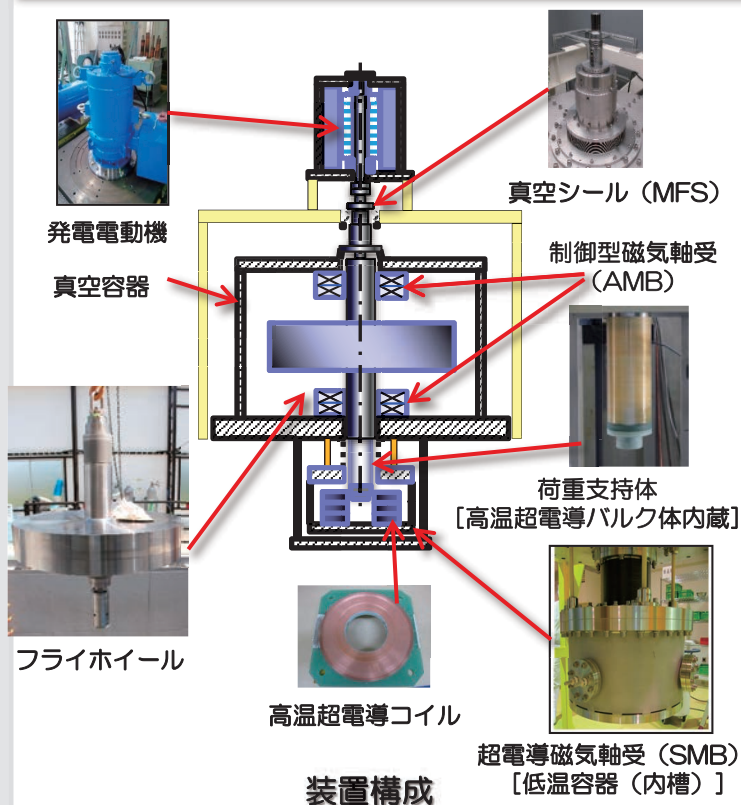 発電電動機
真空シール（MFS）
真空容器
制御型磁気軸受
（AMB）
荷重支持体
［高温超電導バルク体内蔵］
フライホイール
高温超電導コイル
超電導磁気軸受（SMB）
［低温容器（内槽）］
装置構成